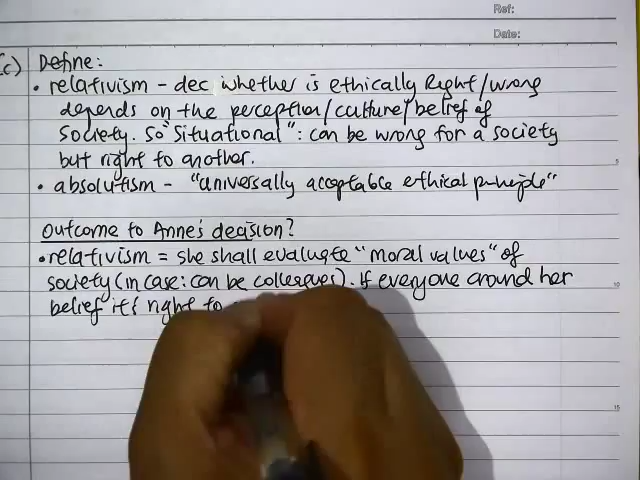 Ref:
Date:
(c) Define:
• relativism - dec, whether is ethically Right/wrong
depends on the perception/culture/belief of
society. So "situational": can be wrong for a society
but right to another.
5
• absolutism - "universally acceptable ethical principle"
Outcome to Anne's decision?
• relativism = she shall evaluate "moral values" of
society (in case: can be colleagues). If everyone around her
10
belief it's right to
15